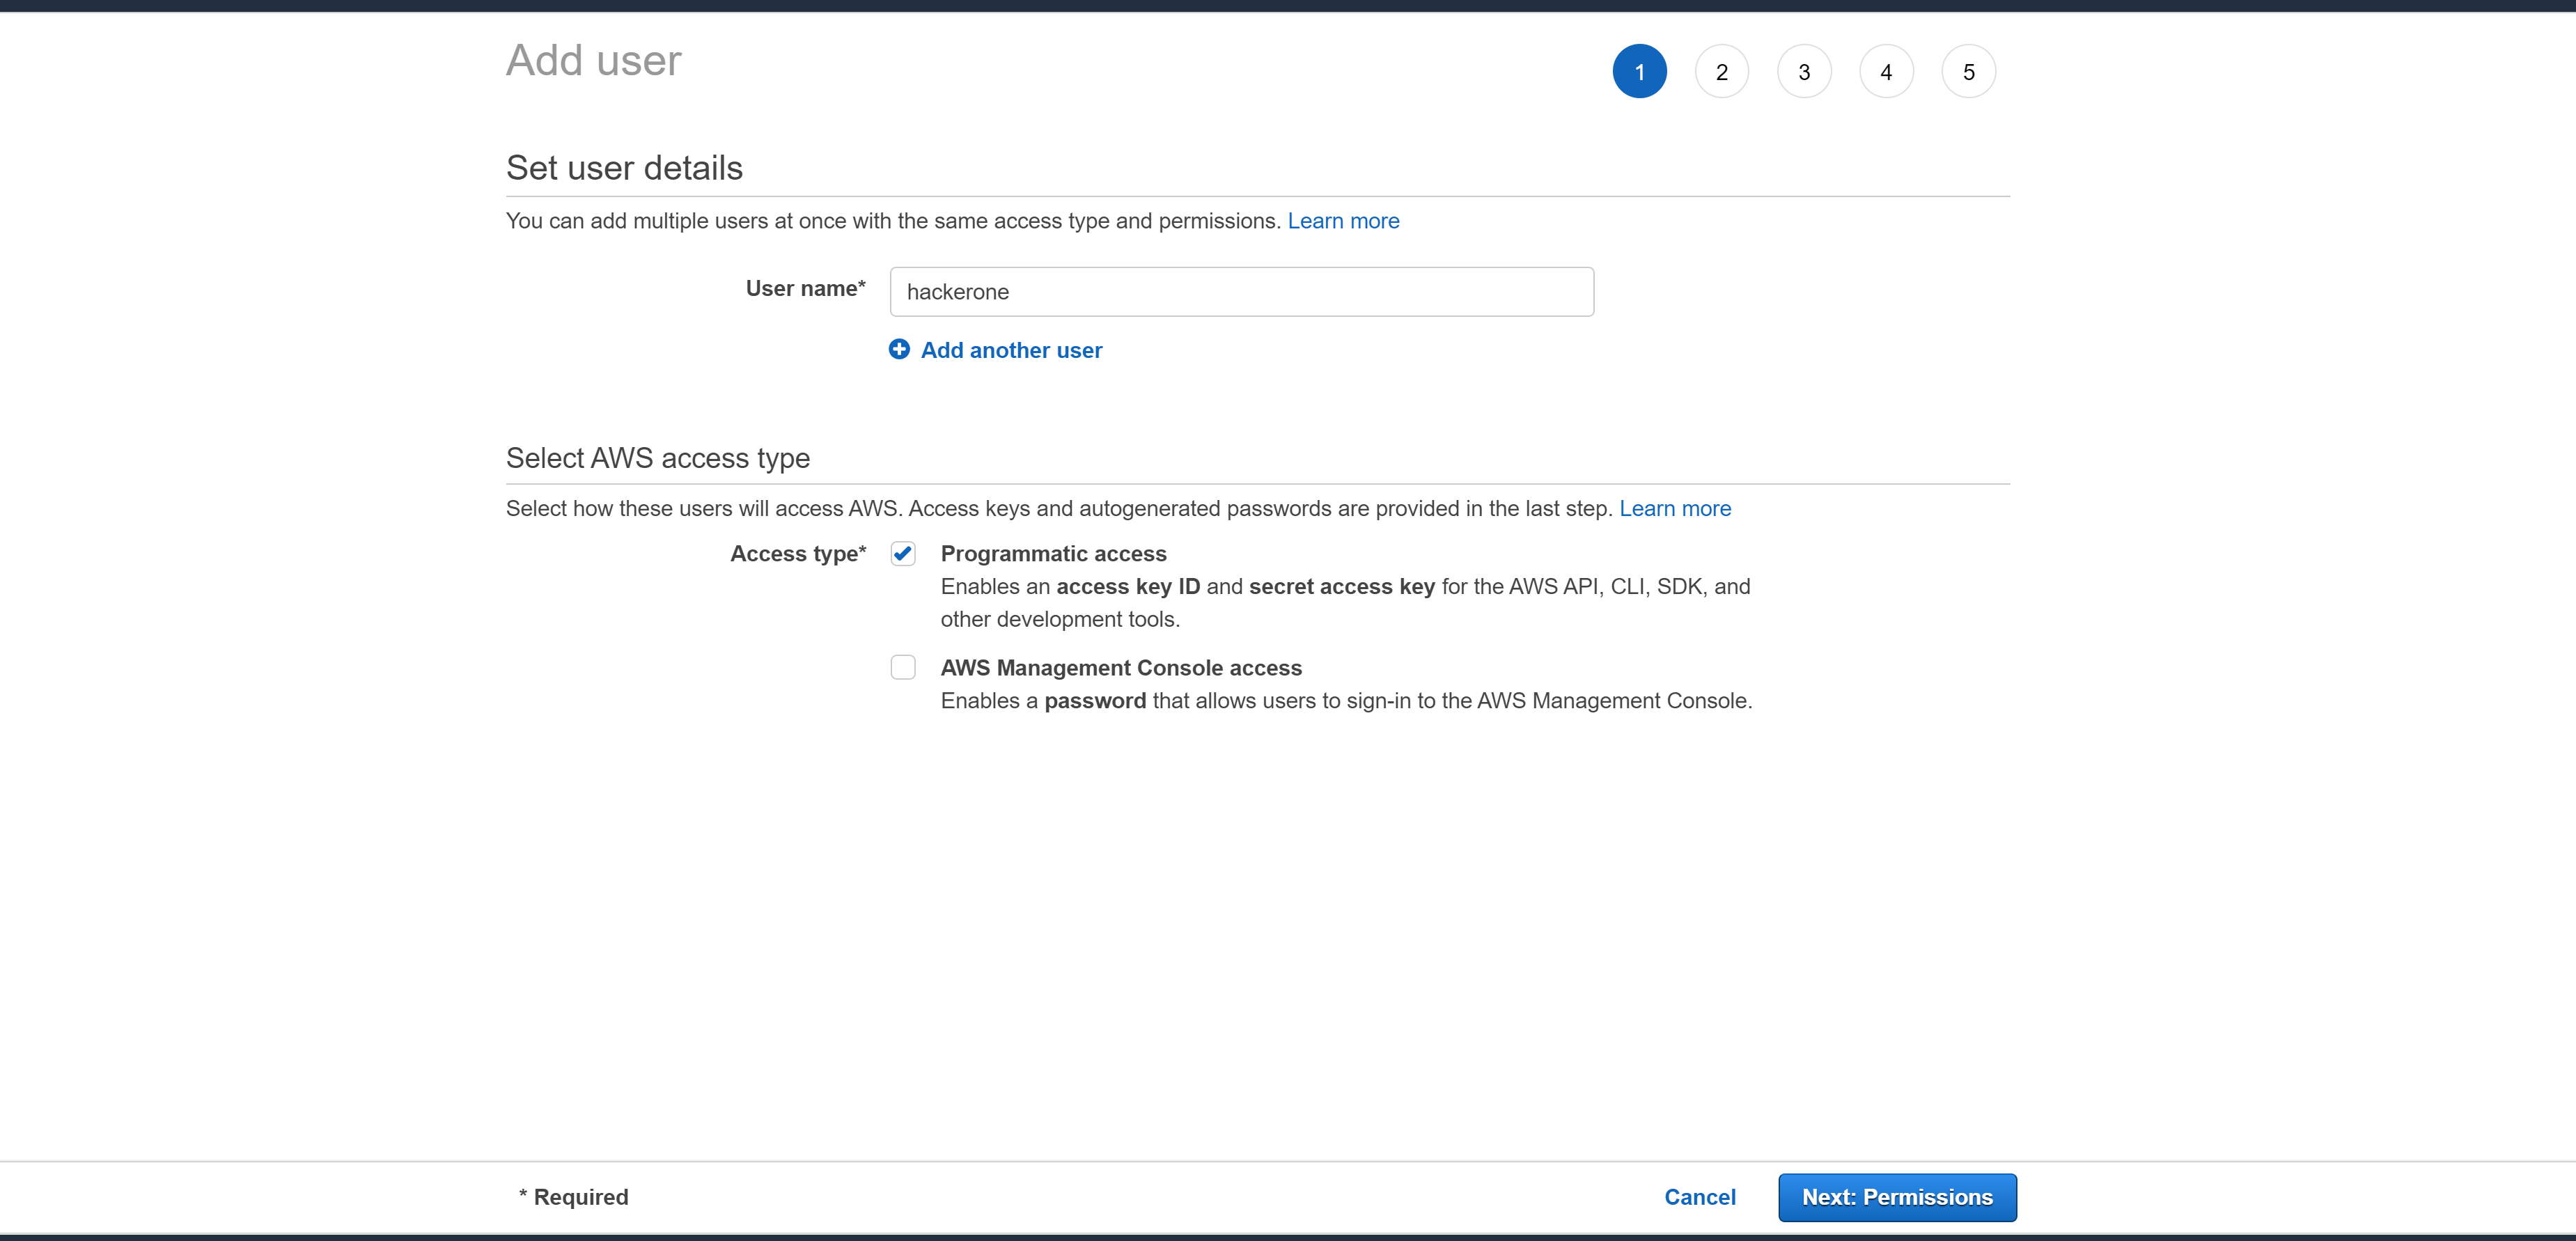 Add user
1 2 3 4 5
Set user details
You can add multiple users at once with the same access type and permissions. Learn more
User name* hackerone
Add another user
Select AWS access type
Select how these users will access AWS. Access keys and autogenerated passwords are provided in the last step. Learn more
Access type* Programmatic access
Enables an access key ID and secret access key for the AWS API, CLI, SDK, and
other development tools.
AWS Management Console access
Enables a password that allows users to sign-in to the AWS Management Console.
* Required Cancel Next: Permissions